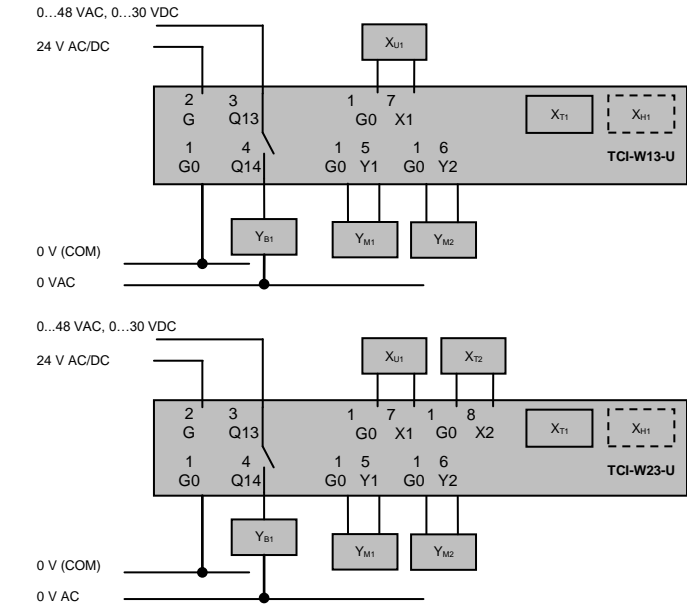 0…48 VAC, 0…30 VDC
24 V AC/DC
XU1
2 3 1 7
G Q13 G0 X1 XT1 XH1
1 4 1 5 1 6 TCI-W13-U
G0 Q14 G0 Y1 G0 Y2
YB1 YM1 YM2
0 V (COM)
0 VAC
0...48 VAC, 0…30 VDC
24 V AC/DC
XU1 XT2
2 3 1 7 1 8
G Q13 G0 X1 G0 X2 XT1 XH1
1 4 1 5 1 6 TCI-W23-U
G0 Q14 G0 Y1 G0 Y2
YB1 YM1 YM2
0 V (COM)
0 V AC